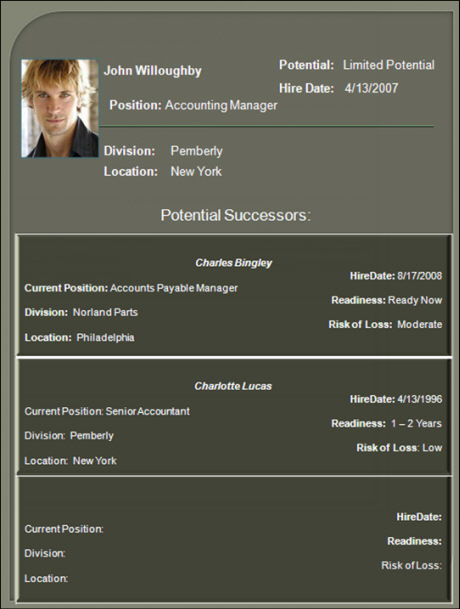 John Willoughby
Potential: Limited Potential
Hire Date: 4/13/2007
Position: Accounting Manager
Division: Pemberly
Location: New York
Potential Successors:
Charles Bingley
HireDate: 8/17/2008
Current Position: Accounts Payable Manager
Readiness: Ready Now
Division: Norland Parts
Risk of Loss: Moderate
Location: Philadelphia
Charlotte Lucas
HireDate: 4/13/1996
Current Position: Senior Accountant
Readiness: 1 – 2 Years
Division: Pemberly
Risk of Loss: Low
Location: New York
HireDate:
Current Position:
Readiness:
Division:
Risk of Loss:
Location: